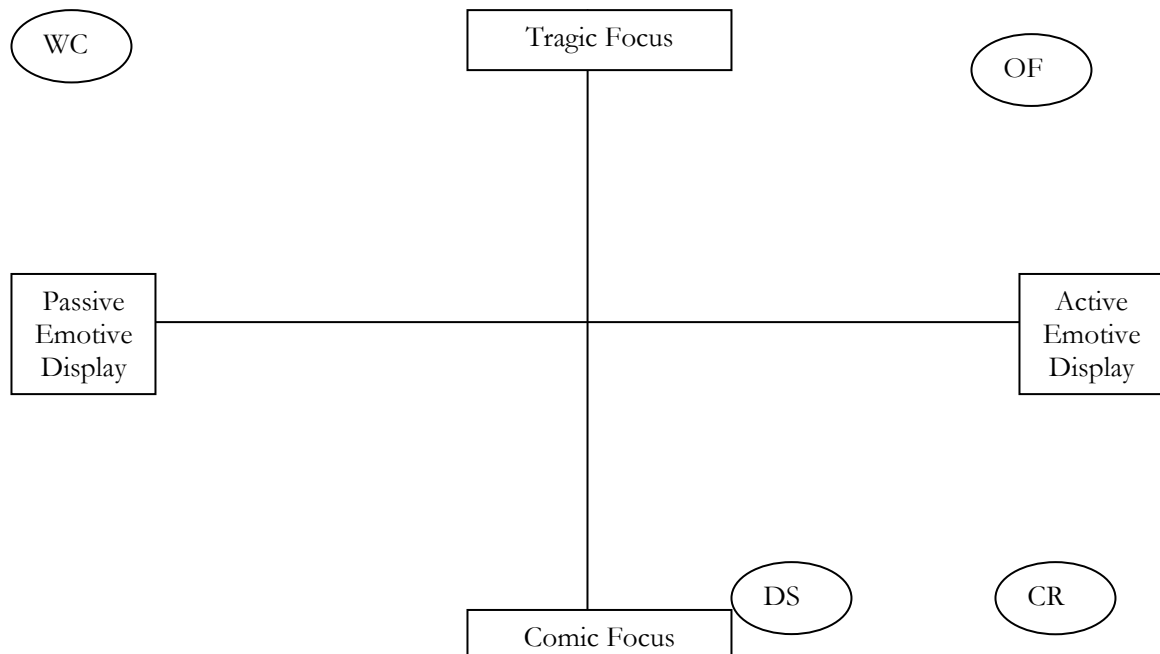 WC
Tragic Focus
OF
Passive
Emotive
Display
Active
Emotive
Display
DS
CR
Comic Focus